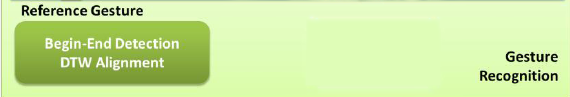 Reference Gesture
Begin-End Detection
DTW Alignment
Gesture
Recognition